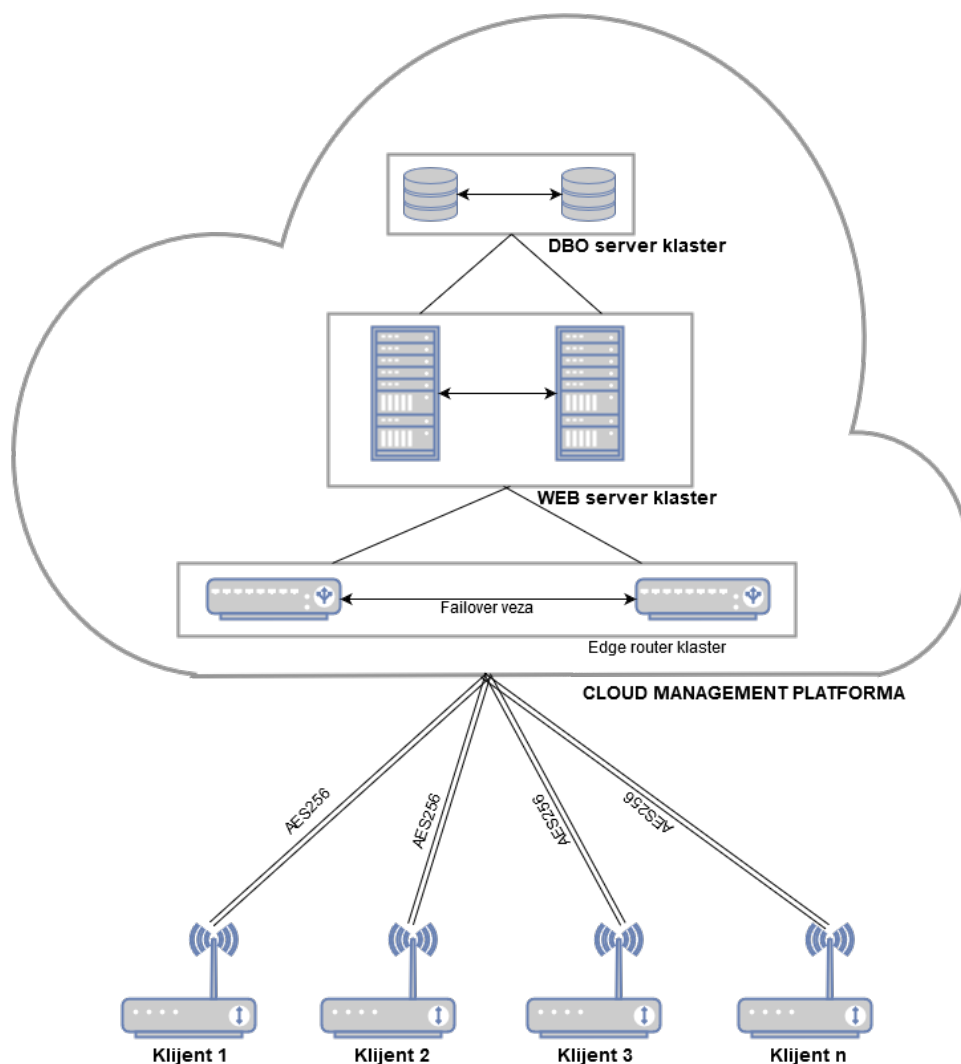 DBO server klaster
WEB server klaster
Failover veza
Edge router klaster
CLOUD MANAGEMENT PLATFORMA
AES256
AES256
AES256
AES256
Klijent 1
Klijent 2
Klijent 3
Klijent n